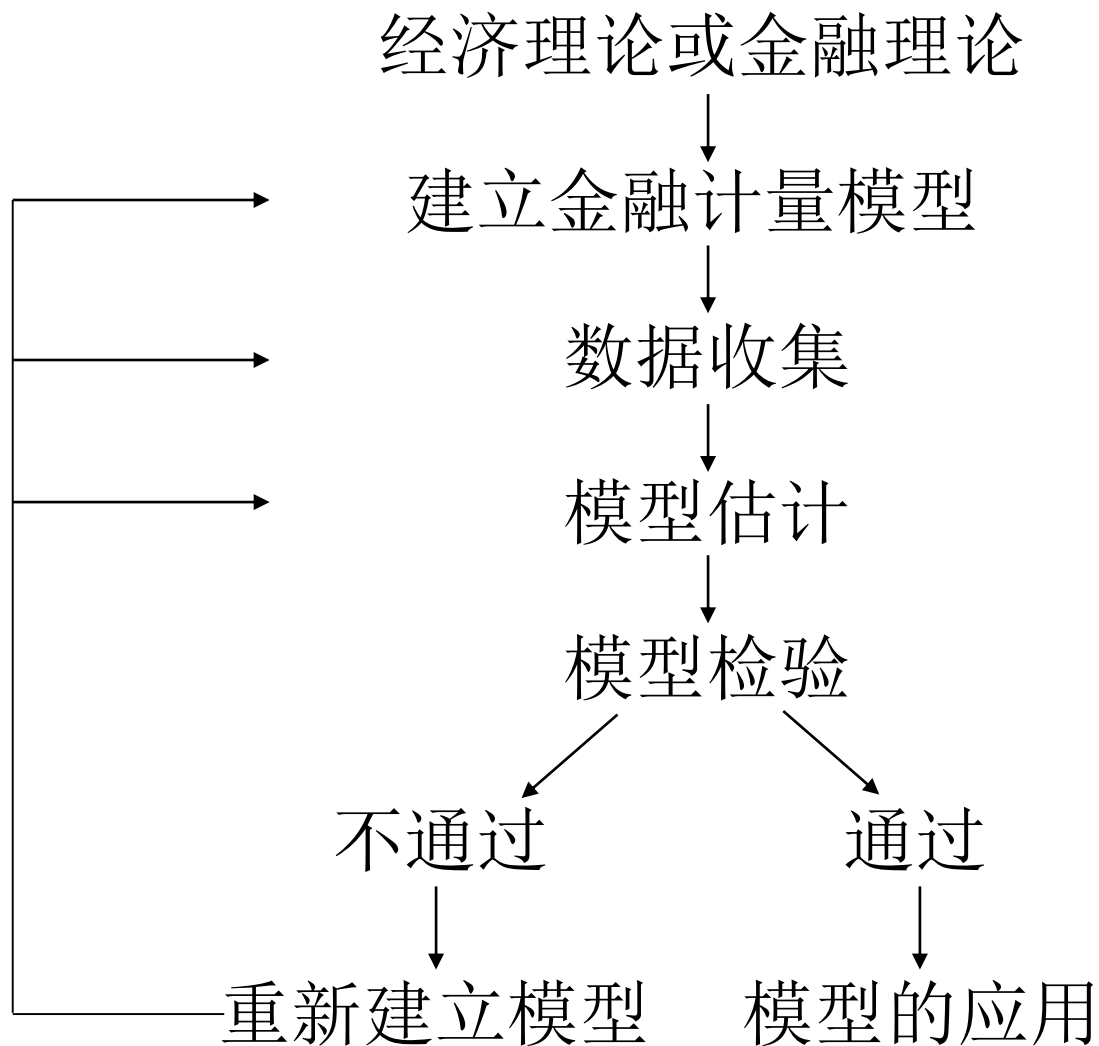 经济理论或金融理论
建立金融计量模型
数据收集
模型估计
模型检验
不通过
通过
重新建立模型
模型的应用